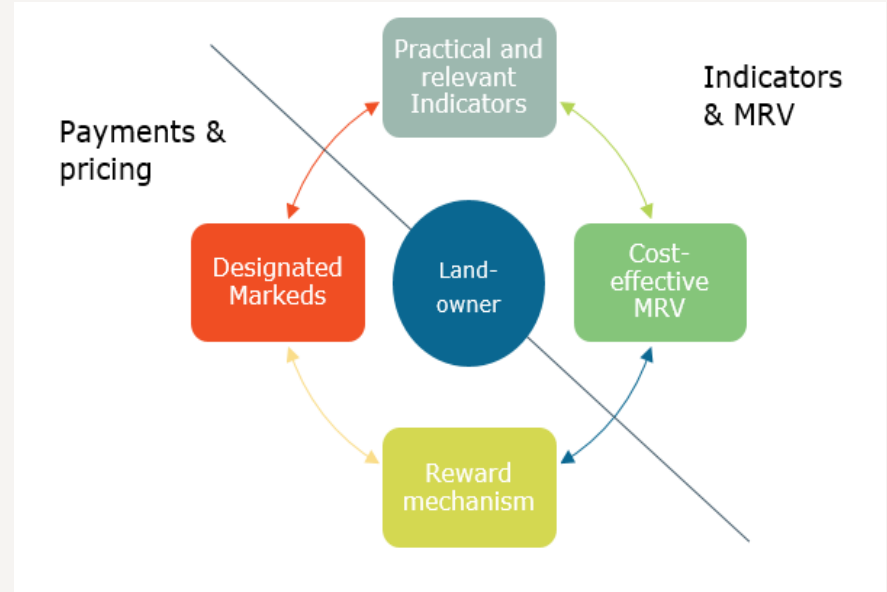 Practical and
relevant
Indicators
Indicators
& MRV
Payments &
pricing
Designated
Markeds
Land-
owner
Cost-
effective
MRV
Reward
mechanism